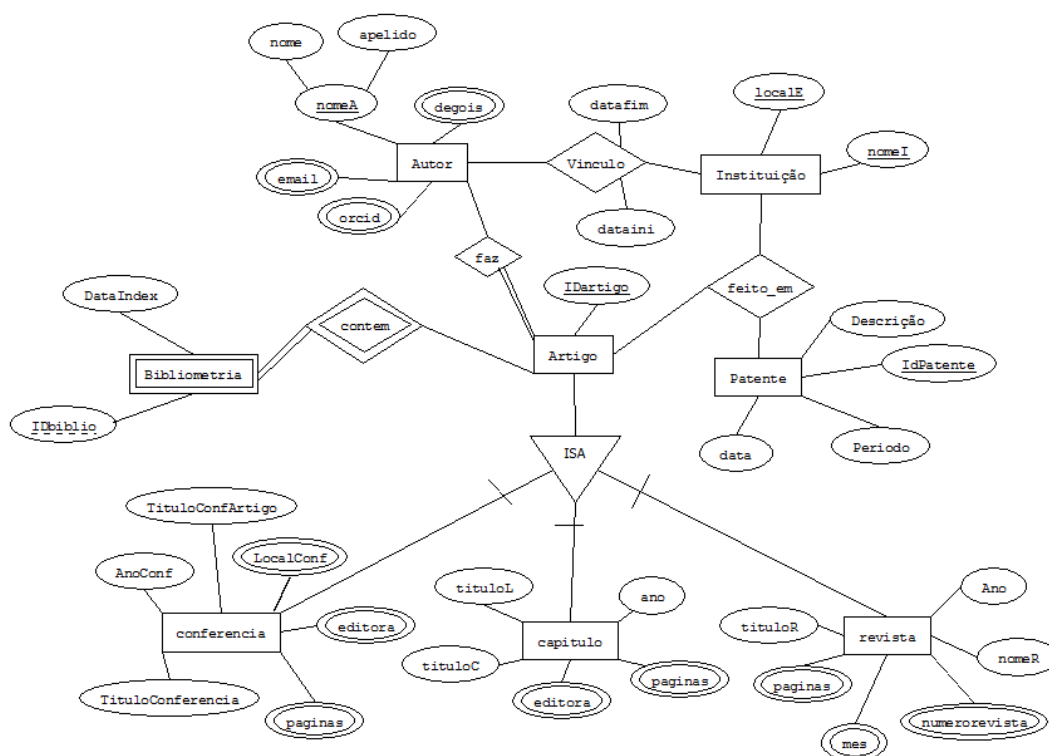 nome
apelido
nomeA
degois
datafim
localE
nomeI
Autor
Vinculo
Instituição
email
orcid
dataini
faz
DataIndex
contem
IDartigo
feito_em
Descrição
Bibliometria
Artigo
Patente
IdPatente
IDbiblio
data
Periodo
ISA
TituloConfArtigo
LocalConf
AnoConf
tituloL
ano
Ano
conferencia
editora
capitulo
tituloR
revista
tituloC
nomeR
TituloConferencia
paginas
editora
paginas
paginas
numerorevista
mes